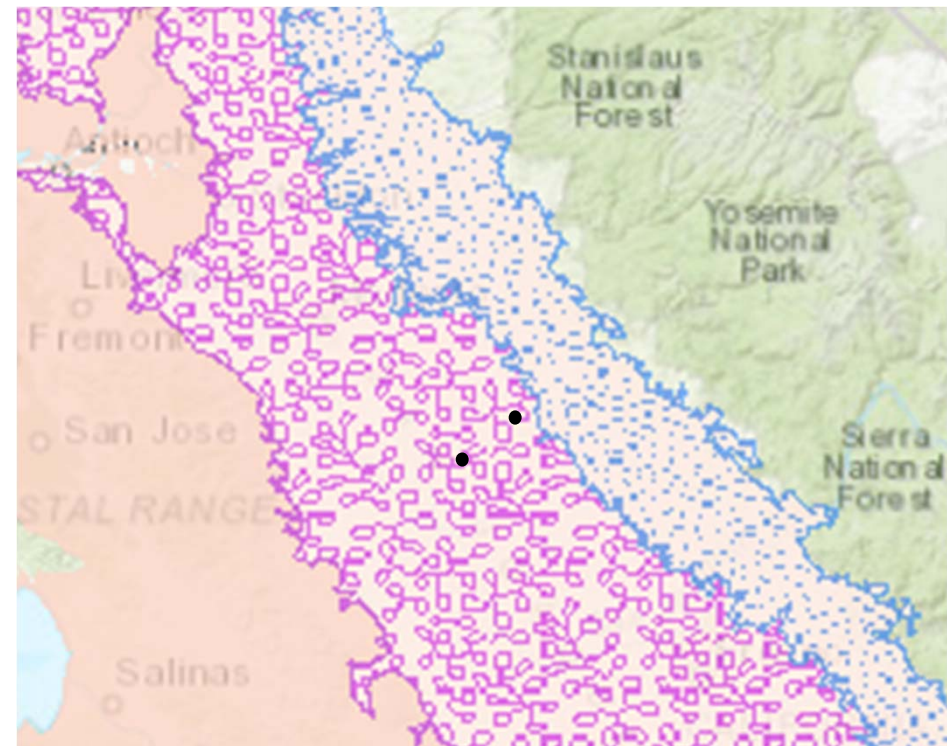 Stanislaus
National
Forest
Antioch
Yosemite
National
Park
Fremont
San Jose
Sierra
National
Forest
STAL RANGE
Salinas